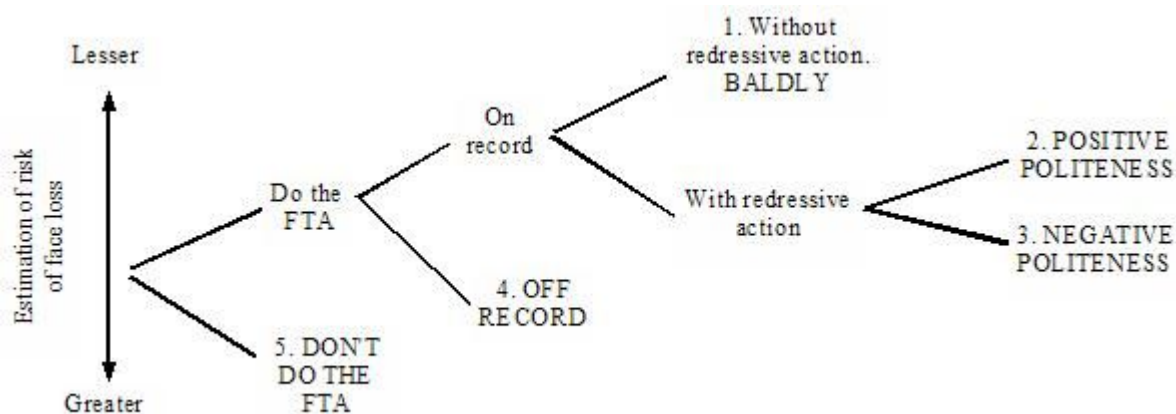 1. Without
redressive action.
BALDLY
Lesser
On
record
2. POSITIVE
POLITENESS
Estimation of risk
of face loss
Do the
FTA
With redressive
action
3. NEGATIVE
POLITENESS
4. OFF
RECORD
5. DON'T
DO THE
FTA
Greater